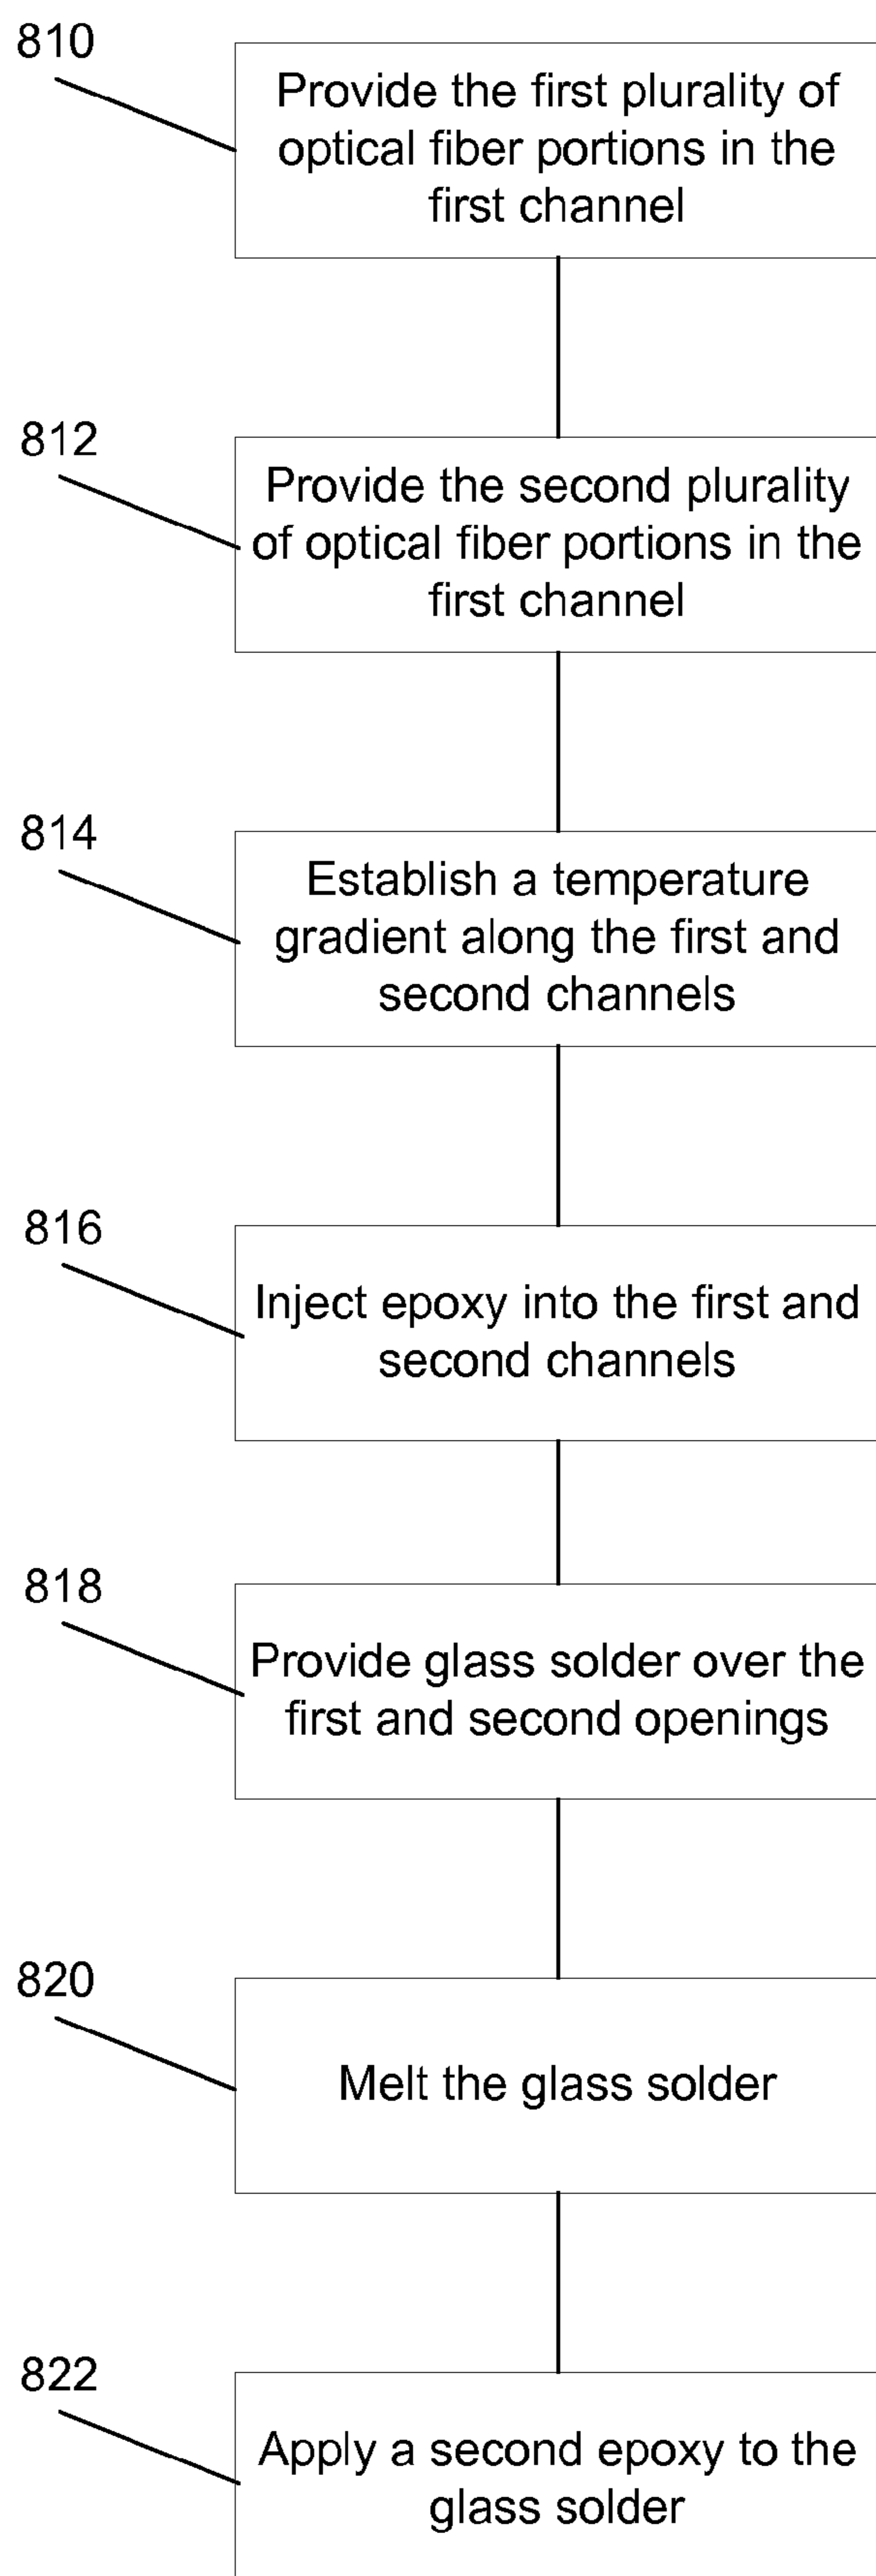 810
Provide the first plurality of
optical fiber portions in the
first channel
812
Provide the second plurality
of optical fiber portions in the
first channel
814
Establish a temperature
gradient along the first and
second channels
816
Inject epoxy into the first and
second channels
818
Provide glass solder over the
first and second openings
820
Melt the glass solder
822
Apply a second epoxy to the
glass solder